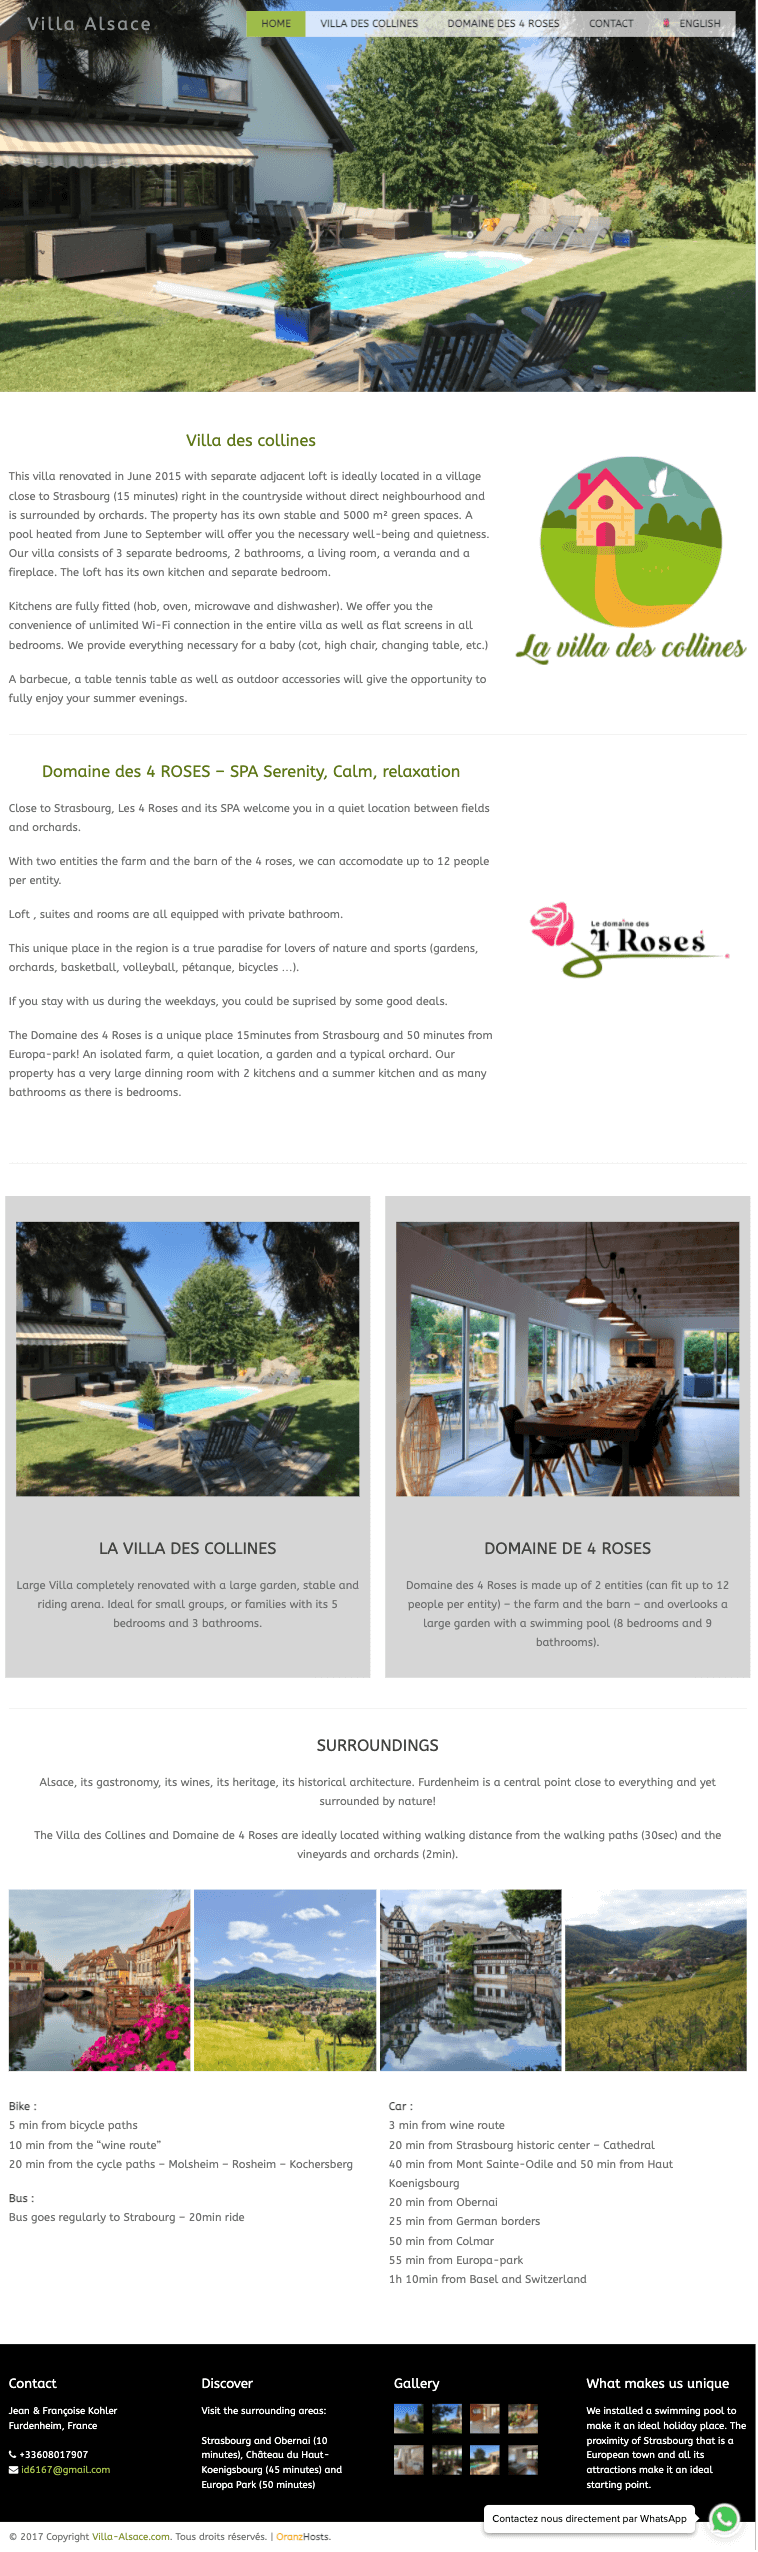 Villa Alsace
HOME
VILLA DES COLLINES
DOMAINE DES 4 ROSES
CONTACT
ENGLISH
Villa des collines
This villa renovated in June 2015 with separate adjacent loft is ideally located in a village
close to Strasbourg (15 minutes) right in the countryside without direct neighbourhood and
is surrounded by orchards. The property has its own stable and 5000 m² green spaces. A
pool heated from June to September will offer you the necessary well-being and quietness.
Our villa consists of 3 separate bedrooms, 2 bathrooms, a living room, a veranda and a
fireplace. The loft has its own kitchen and separate bedroom.
Kitchens are fully fitted (hob, oven, microwave and dishwasher). We offer you the
convenience of unlimited Wi-Fi connection in the entire villa as well as flat screens in all
bedrooms. We provide everything necessary for a baby (cot, high chair, changing table, etc.)
A barbecue, a table tennis table as well as outdoor accessories will give the opportunity to
fully enjoy your summer evenings.
La villa des collines
Domaine des 4 ROSES – SPA Serenity, Calm, relaxation
Close to Strasbourg, Les 4 Roses and its SPA welcome you in a quiet location between fields
and orchards.
With two entities the farm and the barn of the 4 roses, we can accomodate up to 12 people
per entity.
Loft , suites and rooms are all equipped with private bathroom.
This unique place in the region is a true paradise for lovers of nature and sports (gardens,
orchards, basketball, volleyball, pétanque, bicycles …).
If you stay with us during the weekdays, you could be suprised by some good deals.
The Domaine des 4 Roses is a unique place 15minutes from Strasbourg and 50 minutes from
Europa-park! An isolated farm, a quiet location, a garden and a typical orchard. Our
property has a very large dinning room with 2 kitchens and a summer kitchen and as many
bathrooms as there is bedrooms.
Le domaine des
4 Roses
LA VILLA DES COLLINES
Large Villa completely renovated with a large garden, stable and
riding arena. Ideal for small groups, or families with its 5
bedrooms and 3 bathrooms.
DOMAINE DE 4 ROSES
Domaine des 4 Roses is made up of 2 entities (can fit up to 12
people per entity) – the farm and the barn – and overlooks a
large garden with a swimming pool (8 bedrooms and 9
bathrooms).
SURROUNDINGS
Alsace, its gastronomy, its wines, its heritage, its historical architecture. Furdenheim is a central point close to everything and yet
surrounded by nature!
The Villa des Collines and Domaine de 4 Roses are ideally located withing walking distance from the walking paths (30sec) and the
vineyards and orchards (2min).
Bike :
5 min from bicycle paths
10 min from the “wine route”
20 min from the cycle paths – Molsheim – Rosheim – Kochersberg
Bus :
Bus goes regularly to Strabourg – 20min ride
Car :
3 min from wine route
20 min from Strasbourg historic center – Cathedral
40 min from Mont Sainte-Odile and 50 min from Haut
Koenigsbourg
20 min from Obernai
25 min from German borders
50 min from Colmar
55 min from Europa-park
1h 10min from Basel and Switzerland
Contact
Jean & Françoise Kohler
Furdenheim, France
+33608017907
id6167@gmail.com
Discover
Visit the surrounding areas:
Strasbourg and Obernai (10
minutes), Château du Haut-
Koenigsbourg (45 minutes) and
Europa Park (50 minutes)
Gallery
What makes us unique
We installed a swimming pool to
make it an ideal holiday place. The
proximity of Strasbourg that is a
European town and all its
attractions make it an ideal
starting point.
Contactez nous directement par WhatsApp
© 2017 Copyright Villa-Alsace.com. Tous droits réservés. | OranzHosts.